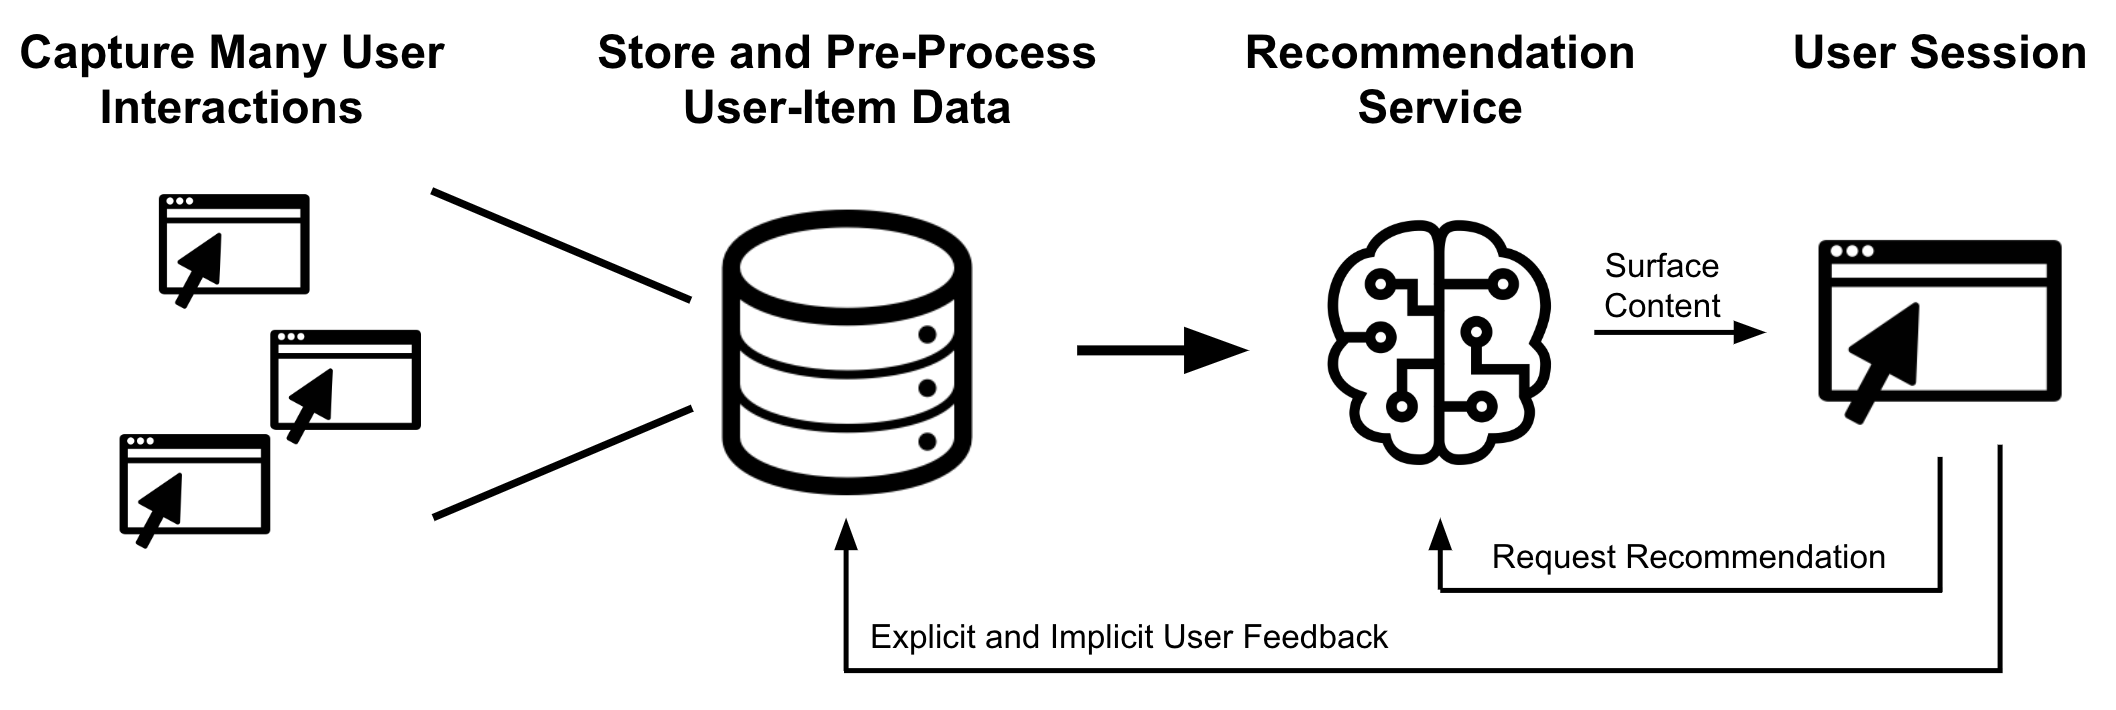 Capture Many User
Interactions
Store and Pre-Process
User-Item Data
Recommendation
Service
User Session
Surface
Content
Request Recommendation
Explicit and Implicit User Feedback